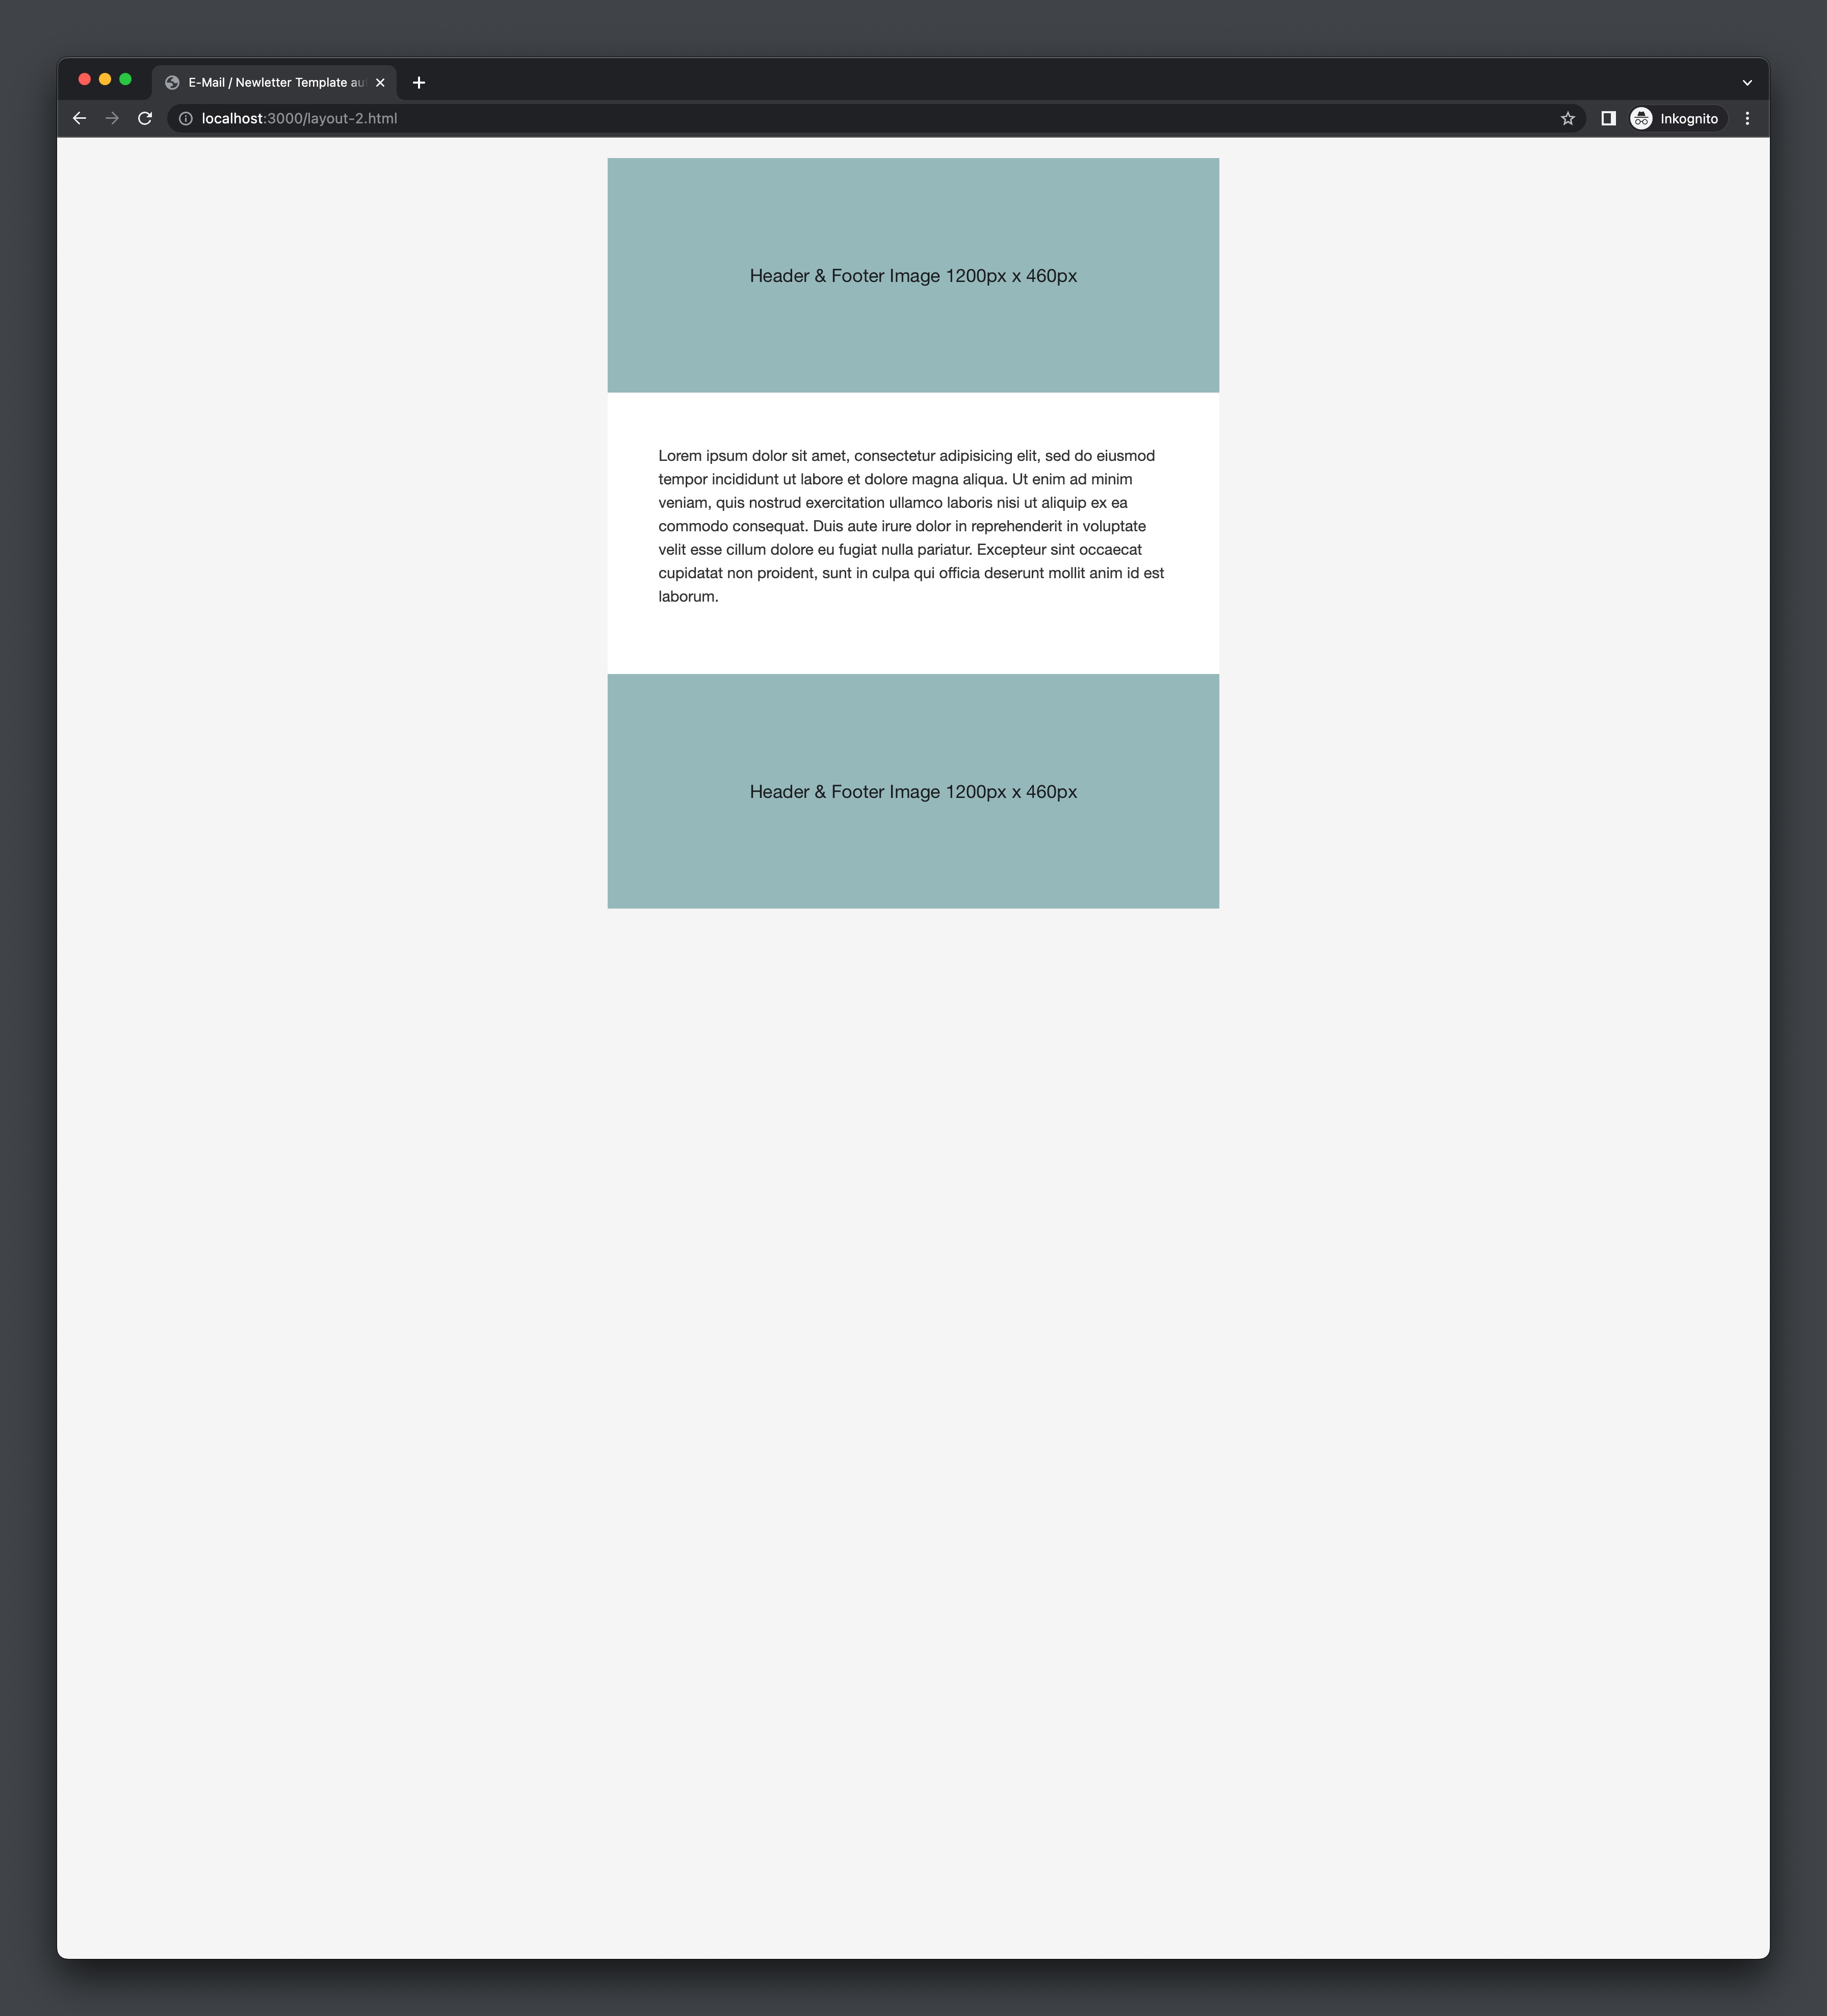 E-Mail / Newletter Template au
localhost:3000/layout-2.html
Inkognito
Header & Footer Image 1200px x 460px
Lorem ipsum dolor sit amet, consectetur adipisicing elit, sed do eiusmod
tempor incididunt ut labore et dolore magna aliqua. Ut enim ad minim
veniam, quis nostrud exercitation ullamco laboris nisi ut aliquip ex ea
commodo consequat. Duis aute irure dolor in reprehenderit in voluptate
velit esse cillum dolore eu fugiat nulla pariatur. Excepteur sint occaecat
cupidatat non proident, sunt in culpa qui officia deserunt mollit anim id est
laborum.
Header & Footer Image 1200px x 460px